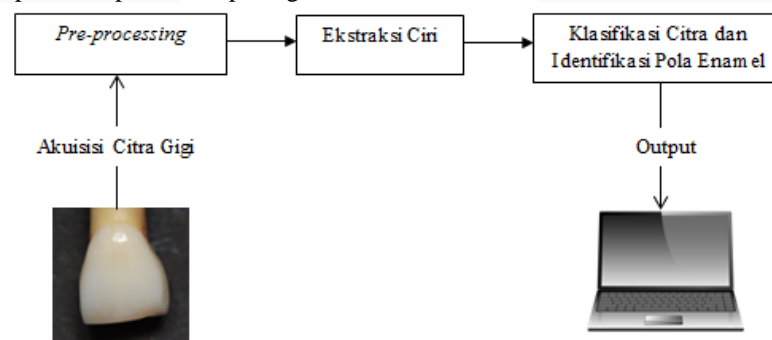 Pre-processing
Ekstraksi Ciri
Klasifikasi Citra dan
Identifikasi Pola Enamel
Akuisisi Citra Gigi
Output